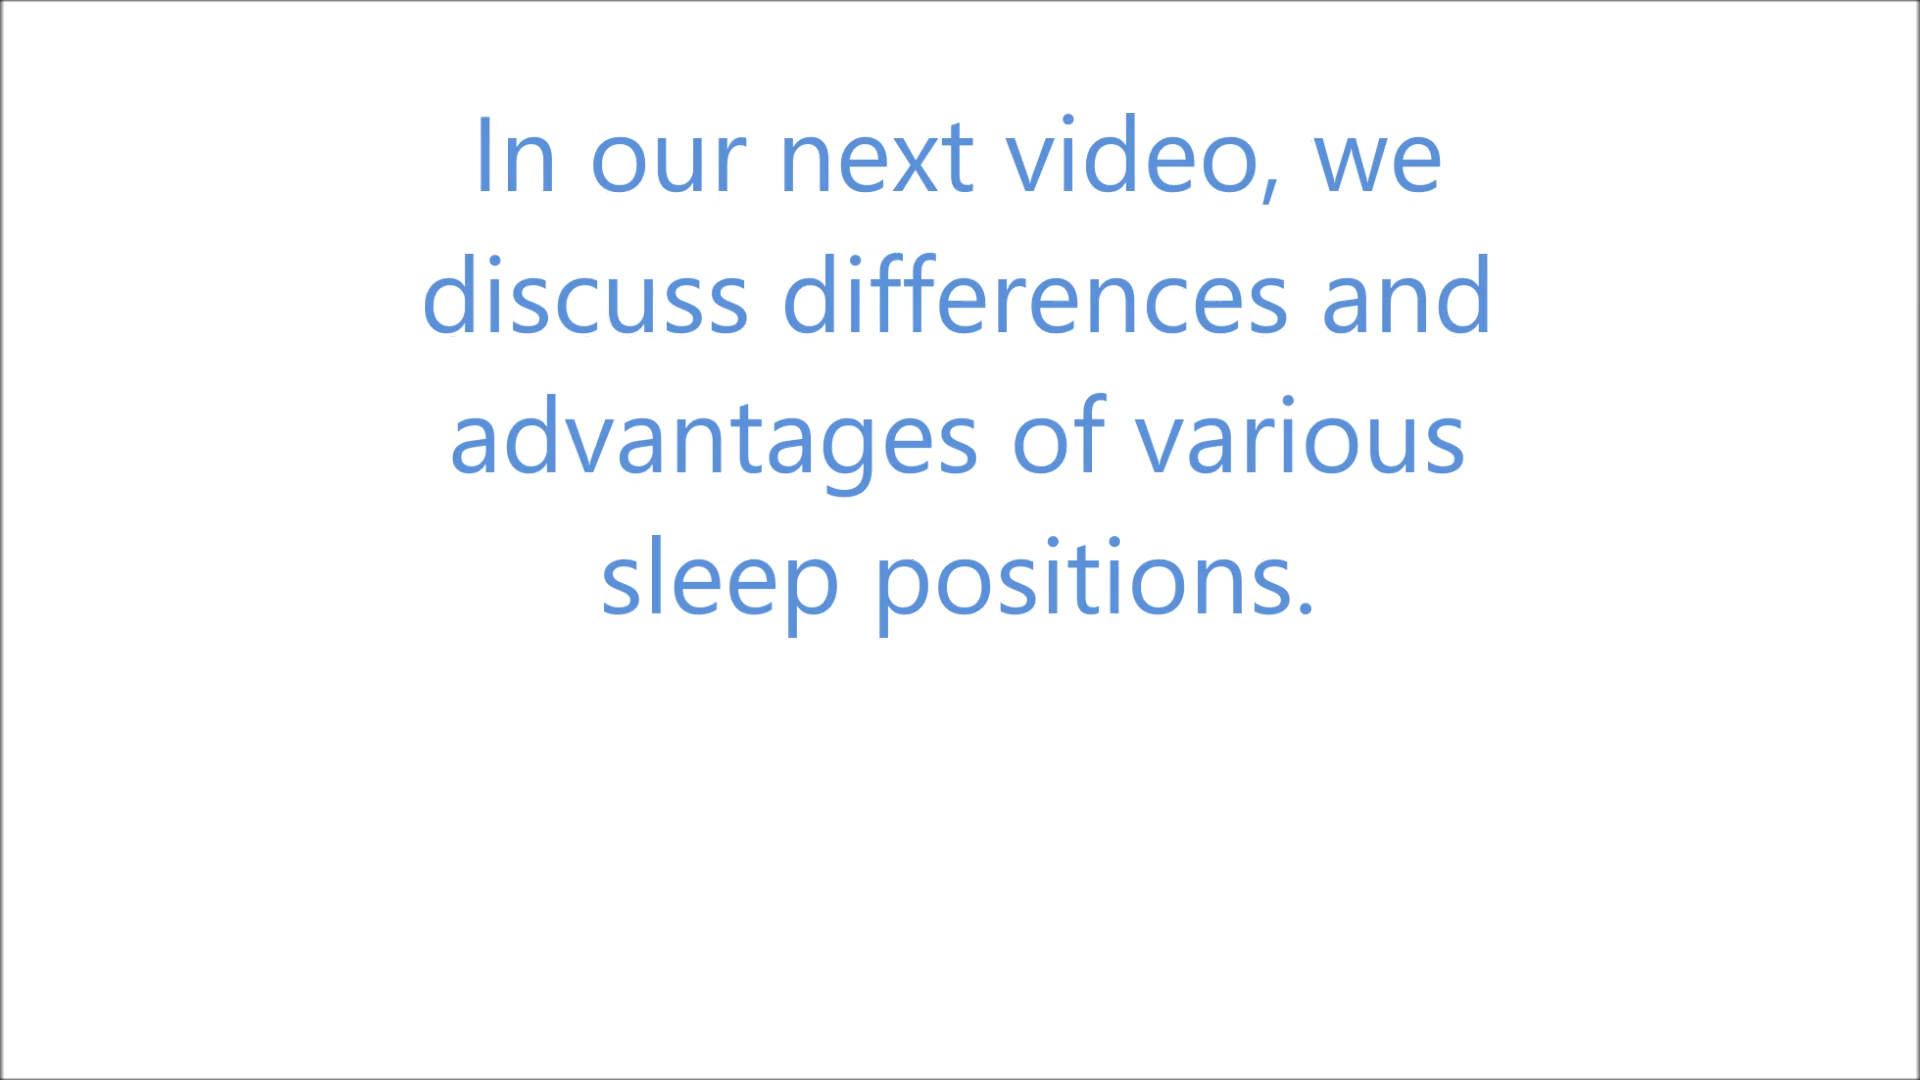 In our next video, we
discuss differences and
advantages of various
sleep positions.